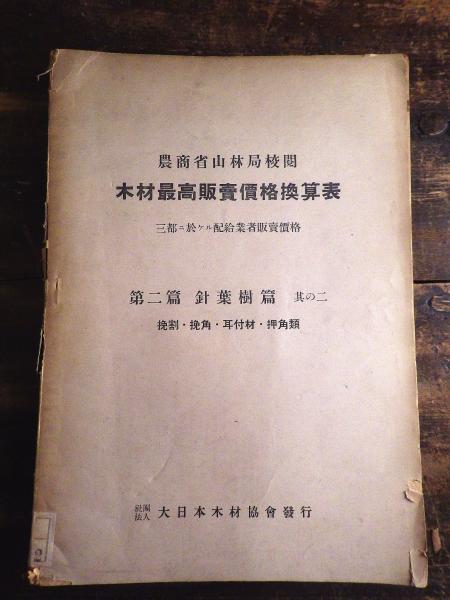 農商省山林局校閲
木材最高販賣價格換算表
三都ニ於ケル配給業者販賣價格
第二篇 針葉樹篇 其の二
挽割・挽角・耳付材・押角類
社團法人 大日本木材協會發行